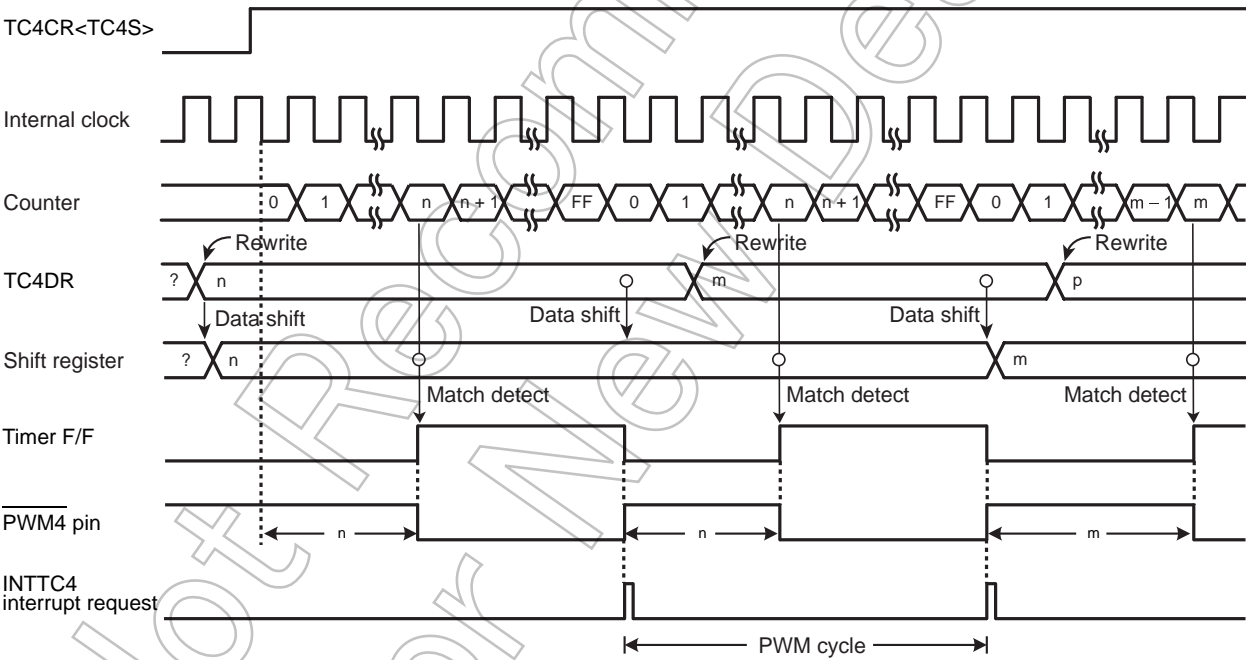 TC4CR<TC4S>
Internal clock
Counter
0 1 n n + 1 FF 0 1 n n + 1 FF 0 1 m – 1 m
Rewrite Rewrite Rewrite
TC4DR
? n m p
Data shift Data shift Data shift
Shift register
? n m
Match detect Match detect Match detect
Timer F/F
PWM4 pin
n n m
INTTC4
interrupt request
PWM cycle